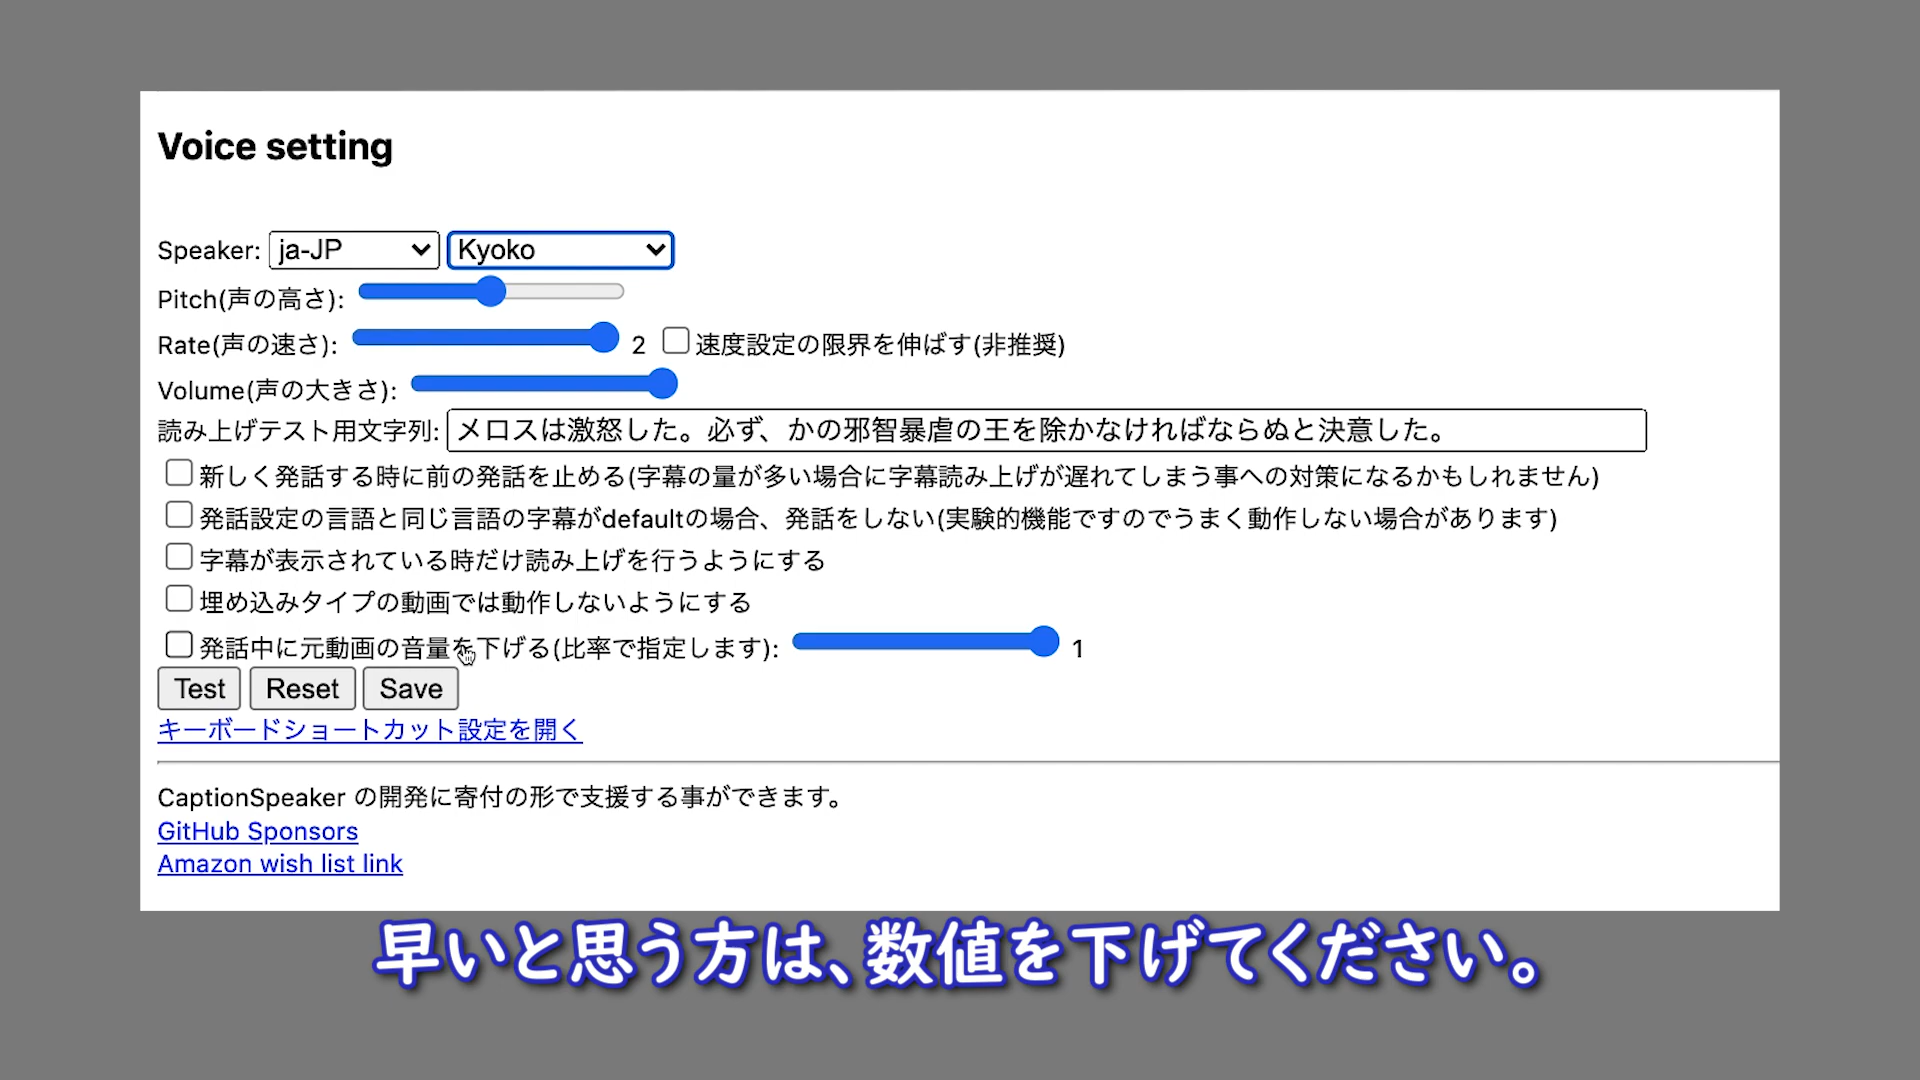 Voice setting
Speaker: ja-JP Kyoko
Pitch(声の高さ):
Rate(声の速さ): 2 速度設定の限界を伸ばす(非推奨)
Volume(声の大きさ):
読み上げテスト用文字列: メロスは激怒した。必ず、かの邪智暴虐の王を除かなければならぬと決意した。
新しく発話する時に前の発話を止める(字幕の量が多い場合に字幕読み上げが遅れてしまう事への対策になるかもしれません)
発話設定の言語と同じ言語の字幕がdefaultの場合、発話をしない(実験的機能ですのでうまく動作しない場合があります)
字幕が表示されている時だけ読み上げを行うようにする
埋め込みタイプの動画では動作しないようにする
発話中に元動画の音量を下げる(比率で指定します): 1
Test Reset Save
キーボードショートカット設定を開く
CaptionSpeaker の開発に寄付の形で支援する事ができます。
GitHub Sponsors
Amazon wish list link
早いと思う方は、数値を下げてください。